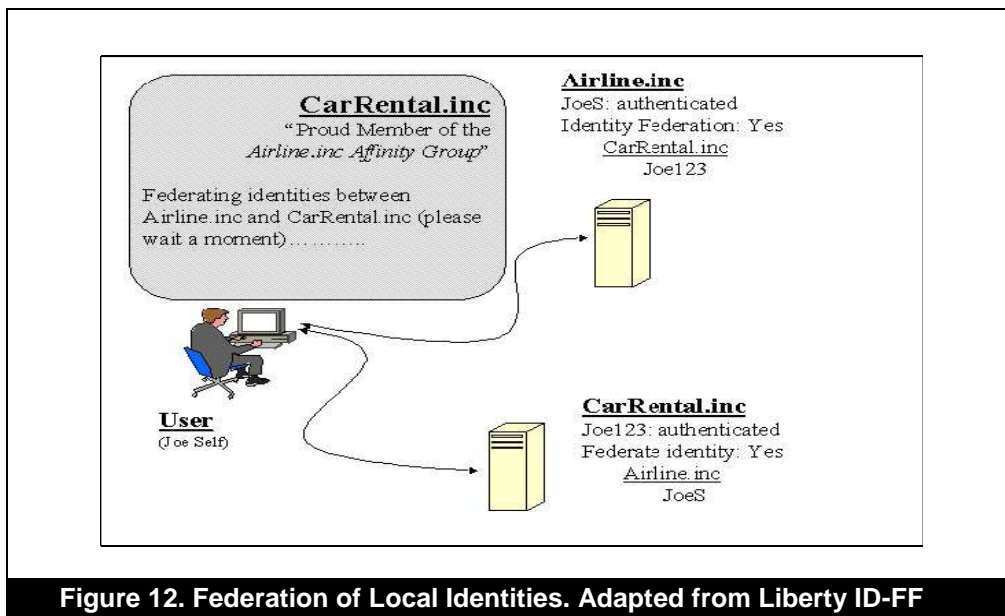 CarRental.inc
“Proud Member of the
Airline.inc Affinity Group”
Federating identities between
Airline.inc and CarRental.inc (please
wait a moment)...........
Airline.inc
JoeS: authenticated
Identity Federation: Yes
CarRental.inc
Joe123
User
(Joe Self)
CarRental.inc
Joe123: authenticated
Federate identity: Yes
Airline.inc
JoeS
Figure 12. Federation of Local Identities. Adapted from Liberty ID-FF